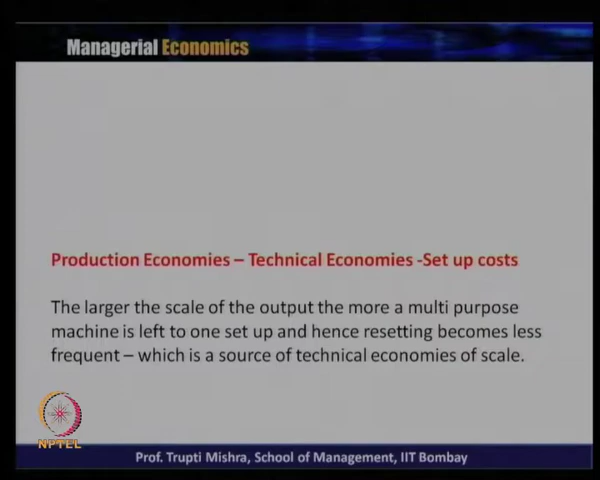 Managerial Economics
Production Economies – Technical Economies -Set up costs
The larger the scale of the output the more a multi purpose
machine is left to one set up and hence resetting becomes less
frequent – which is a source of technical economies of scale.
NPTEL
Prof. Trupti Mishra, School of Management, IIT Bombay